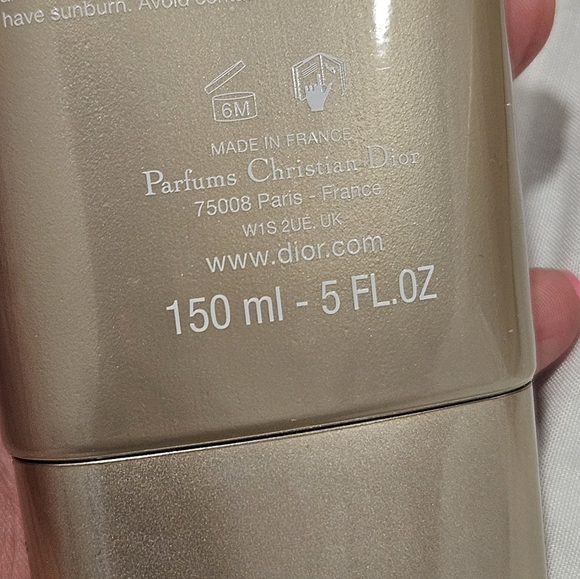 have sunburn. Avoid
6M
MADE IN FRANCE
Parfums Christian Dior
75008 Paris - France
W1S 2UE, UK
www.dior.com
150 ml - 5 FL.OZ